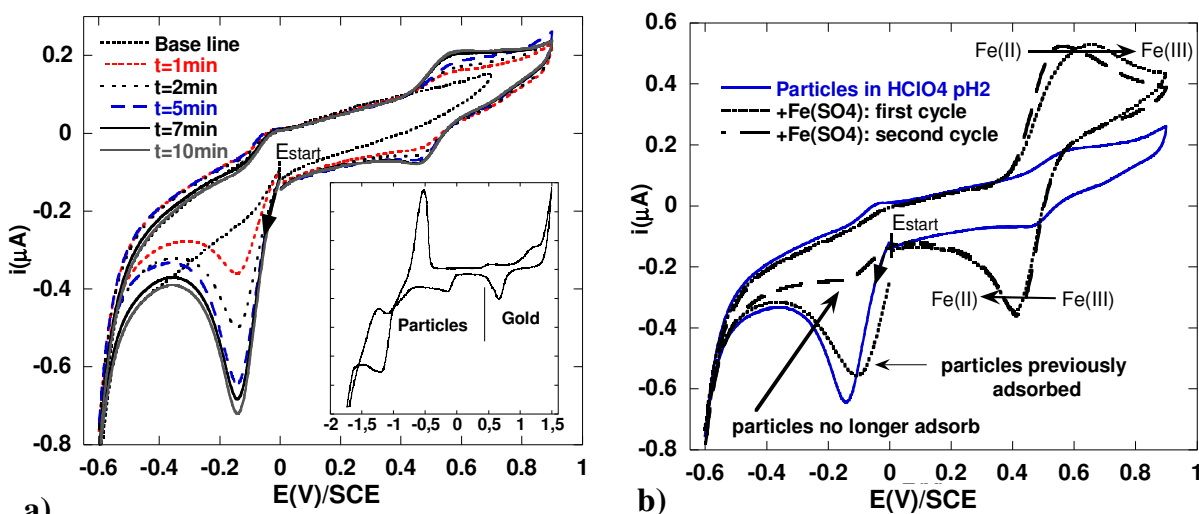 0.2
0
-0.2
-0.4
-0.6
-0.8
i(μA)
Base line
t=1min
t=2min
t=5min
t=7min
t=10min
Estart
Particles
Gold
-2 -1,5 -1 -0,5 0 0,5 1 1,5
-0.6 -0.4 -0.2 0 0.2 0.4 0.6 0.8 1
E(V)/SCE
a)
0.6
0.4
0.2
0
-0.2
-0.4
-0.6
-0.8
i(μA)
Fe(II) Fe(III)
Particles in HClO4 pH2
+Fe(SO4): first cycle
+Fe(SO4): second cycle
Estart
Fe(II) Fe(III)
particles previously
adsorbed
particles no longer adsorb
-0.6 -0.4 -0.2 0 0.2 0.4 0.6 0.8 1
E(V)/SCE
b)